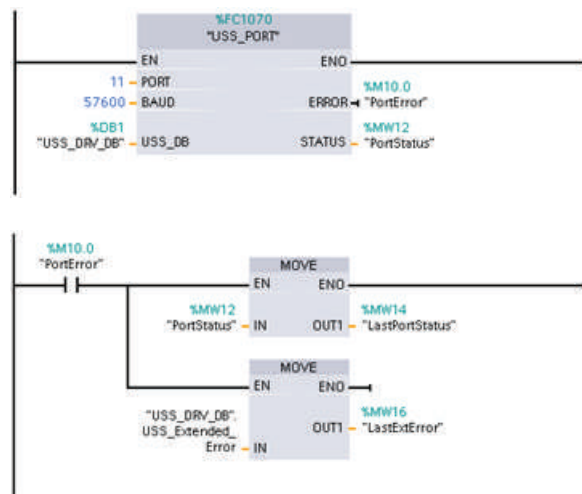 %FC1070
"USS_PORT"
EN ENO
11 PORT
%M10.0
57600 BAUD ERROR "PortError"
%DB1 %MW12
"USS_DRV_DB" USS_DB STATUS "PortStatus"
%M10.0
"PortError" MOVE
EN ENO
%MW12 %MW14
"PortStatus" IN OUT1 "LastPortStatus"
MOVE
EN ENO
"USS_DRV_DB". %MW16
USS_Extended_ OUT1 "LastExtError"
Error IN